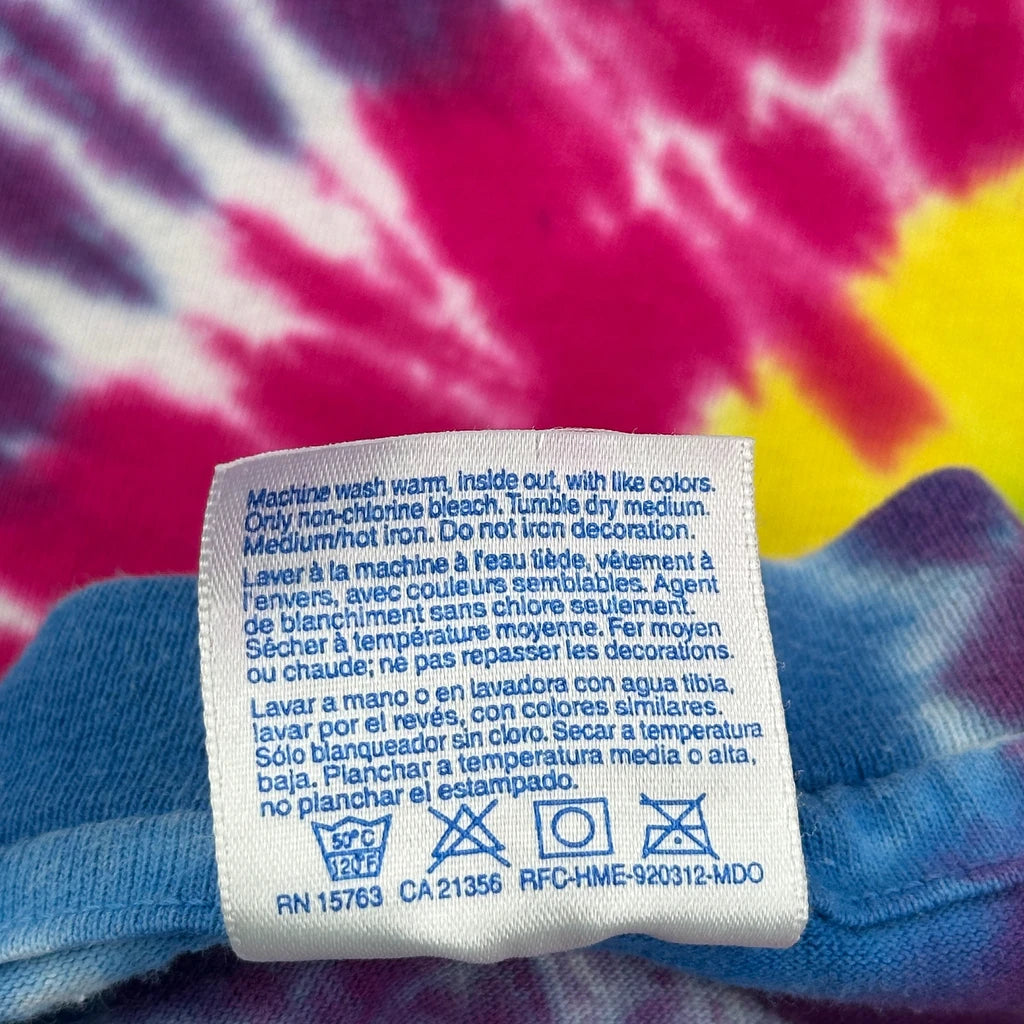 Machine wash warm, inside out, with like colors.
Only non-chlorine bleach. Tumble dry medium.
Medium/hot iron. Do not iron decoration.
Laver à la machine à l'eau tiède, vêtement à
l'envers, avec couleurs semblables. Agent
de blanchiment sans chlore seulement.
Sécher à température moyenne. Fer moyen
ou chaude; ne pas repasser les decorations.
Lavar a mano o en lavadora con agua tibia,
lavar por el revés, con colores similares.
Sólo blanqueador sin cloro. Secar a temperatura
baja. Planchar a temperatura media o alta,
no planchar el estampado.
50°C
120°F
RN 15763 CA 21356 RFC-HME-920312-MDO